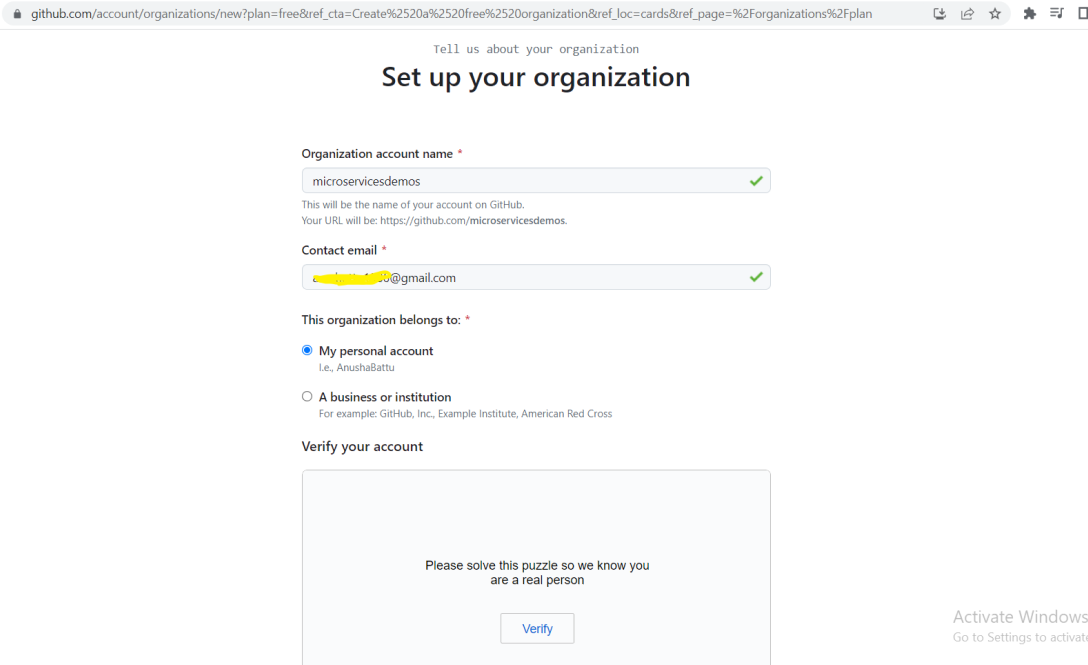 github.com/account/organizations/new?plan=free&ref_cta=Create%2520a%2520free%2520organization&ref_loc=cards&ref_page=%2Forganizations%2Fplan
Tell us about your organization
Set up your organization
Organization account name *
microservicesdemos
This will be the name of your account on GitHub.
Your URL will be: https://github.com/microservicesdemos.
Contact email *
@gmail.com
This organization belongs to: *
My personal account
I.e., AnushaBattu
A business or institution
For example: GitHub, Inc., Example Institute, American Red Cross
Verify your account
Please solve this puzzle so we know you
are a real person
Verify
Activate Windows
Go to Settings to activate